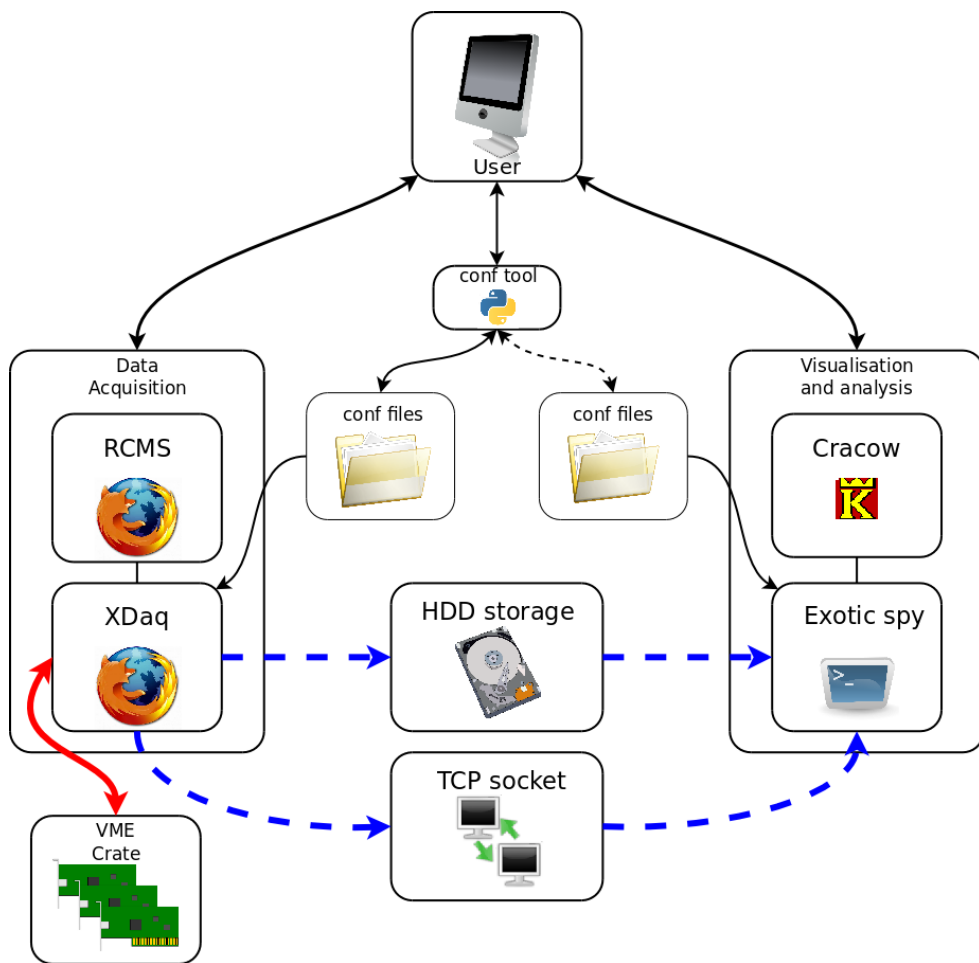 User
conf tool
Data
Acquisition
Visualisation
and analysis
conf files
conf files
RCMS
Cracow
K
XDaq
HDD storage
Exotic spy
>_
TCP socket
VME
Crate